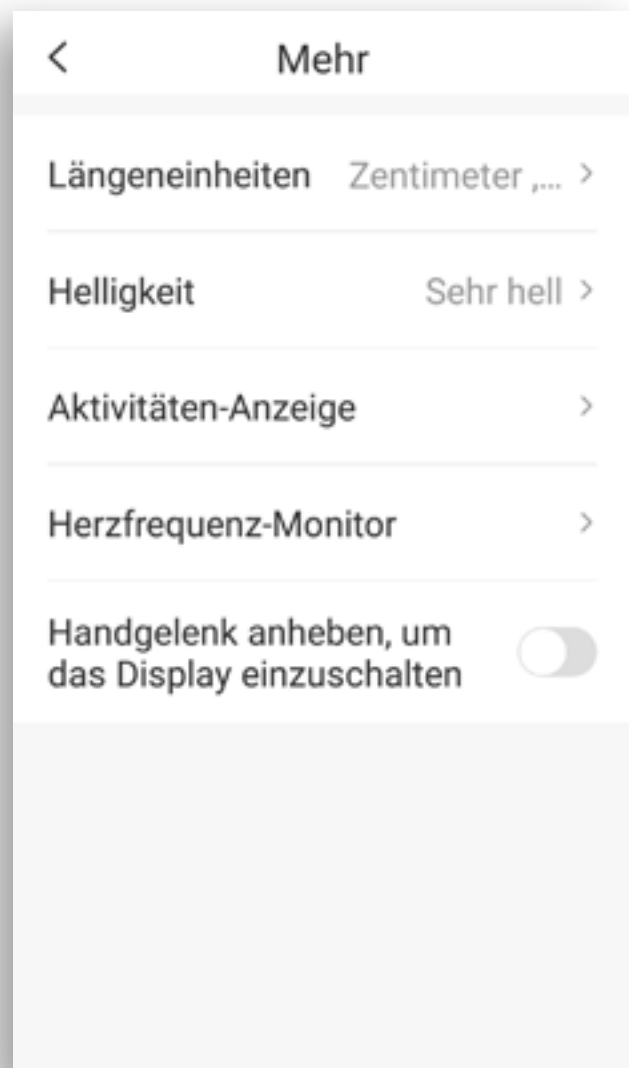 Mehr
Längeneinheiten Zentimeter ,...
Helligkeit Sehr hell
Aktivitäten-Anzeige
Herzfrequenz-Monitor
Handgelenk anheben, um
das Display einzuschalten